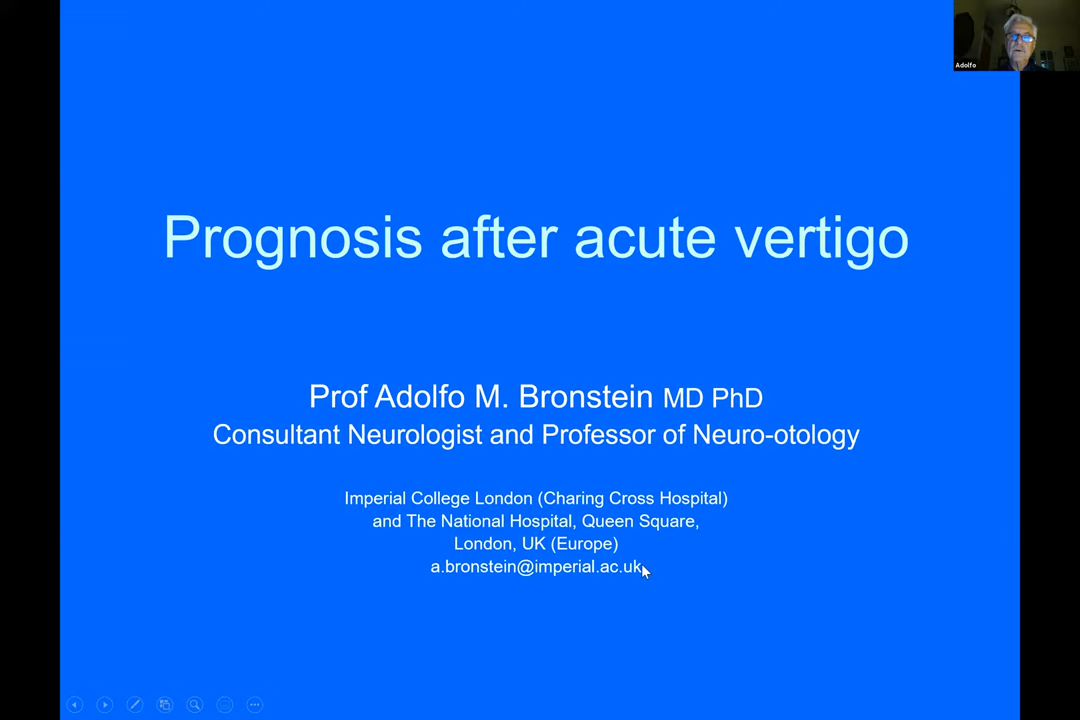 Adolfo
Prognosis after acute vertigo
Prof Adolfo M. Bronstein MD PhD
Consultant Neurologist and Professor of Neuro-otology
Imperial College London (Charing Cross Hospital)
and The National Hospital, Queen Square,
London, UK (Europe)
a.bronstein@imperial.ac.uk